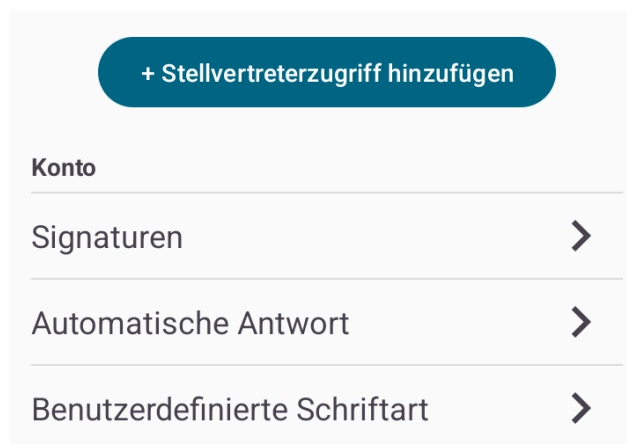 + Stellvertreterzugriff hinzufügen
Konto
Signaturen
Automatische Antwort
Benutzerdefinierte Schriftart